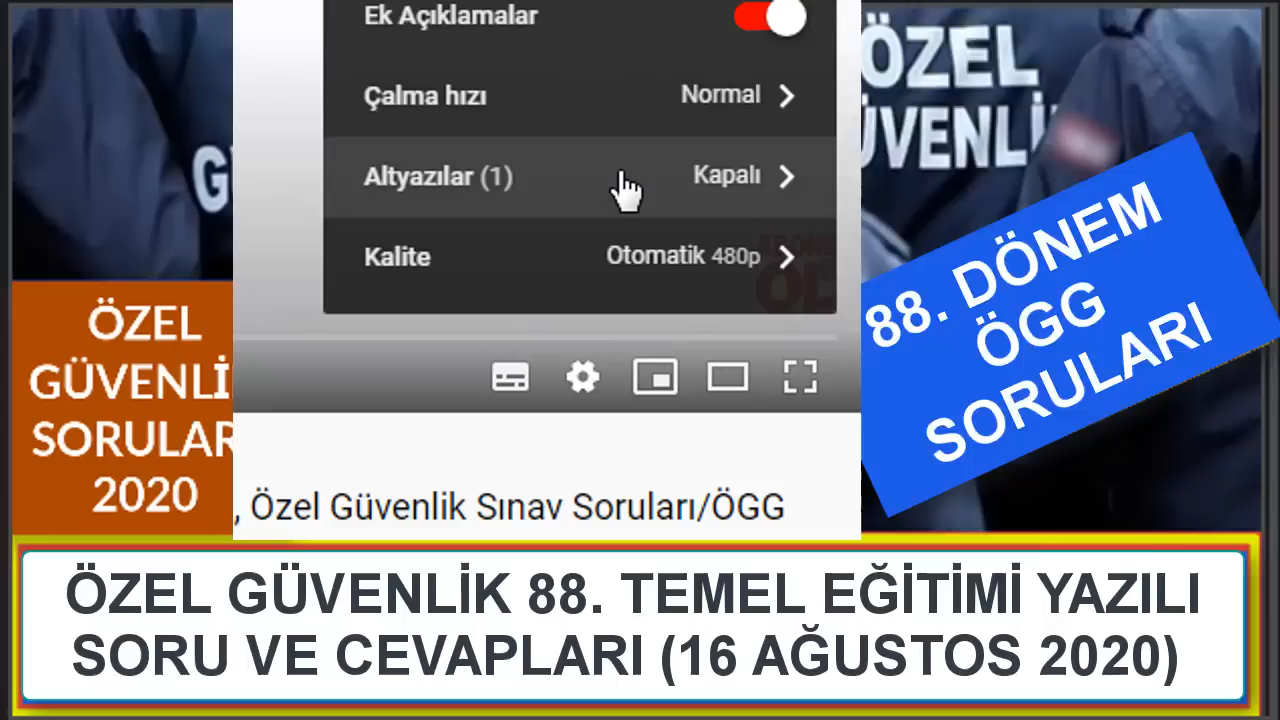 Ek Açıklamalar
Çalma hızı Normal
Altyazılar (1) Kapalı
Kalite Otomatik 480p
, Özel Güvenlik Sınav Soruları/ÖGG
G
ÖZEL
ÜVENLİ
ÖZEL
GÜVENLİ
SORULAR
2020
88. DÖNEM
ÖGG
SORULARI
ÖZEL GÜVENLİK 88. TEMEL EĞİTİMİ YAZILI
SORU VE CEVAPLARI (16 AĞUSTOS 2020)